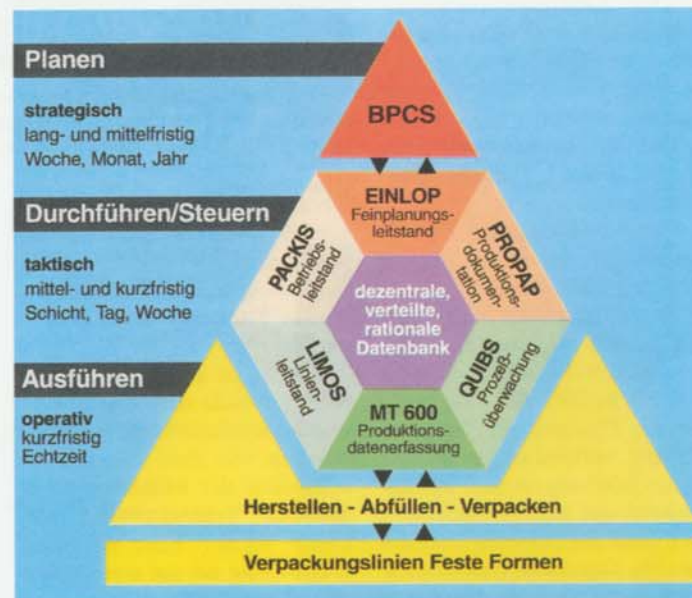 Planen
strategisch
lang- und mittelfristig
Woche, Monat, Jahr
BPCS
Durchführen/Steuern
taktisch
mittel- und kurzfristig
Schicht, Tag, Woche
EINLOP
Feinplanungs-
leitstand
PACKIS
Betriebs-
leitstand
PROPAP
Produktions-
dokumen-
tation
dezentrale,
verteilte,
rationale
Datenbank
LIMOS
Linien-
leitstand
QUIBS
Prozeß-
überwachung
MT 600
Produktions-
datenerfassung
Ausführen
operativ
kurzfristig
Echtzeit
Herstellen - Abfüllen - Verpacken
Verpackungslinien Feste Formen